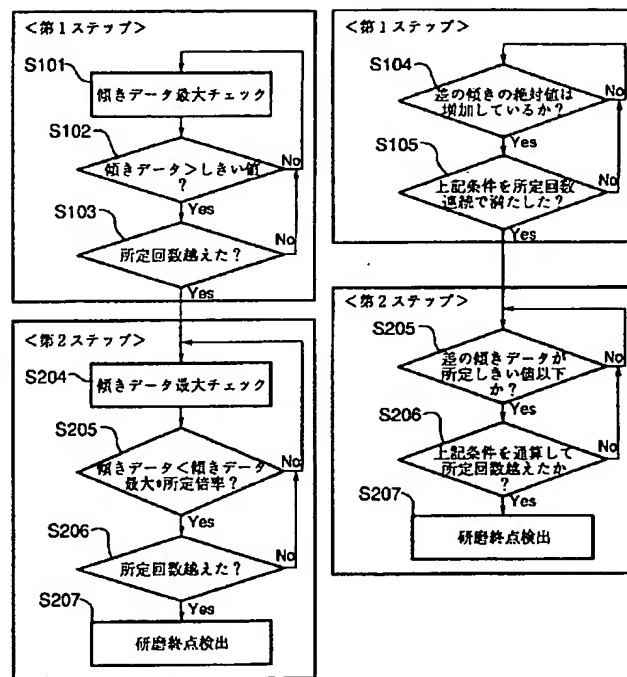 <第1ステップ>
S101
傾きデータ最大チェック
S102
傾きデータ>しきい値
?
No
Yes
S103
所定回数越えた?
No
Yes
<第2ステップ>
S204
傾きデータ最大チェック
S205
傾きデータ<傾きデータ
最大*所定倍率?
No
Yes
S206
所定回数越えた?
No
Yes
S207
研磨終点検出
<第1ステップ>
S104
差の傾きの絶対値は
増加しているか?
No
Yes
S105
上記条件を所定回数
連続で満たした?
No
Yes
<第2ステップ>
S205
差の傾きデータが
所定しきい値以下
か?
No
Yes
S206
上記条件を通算して
所定回数越えたか
?
No
Yes
S207
研磨終点検出